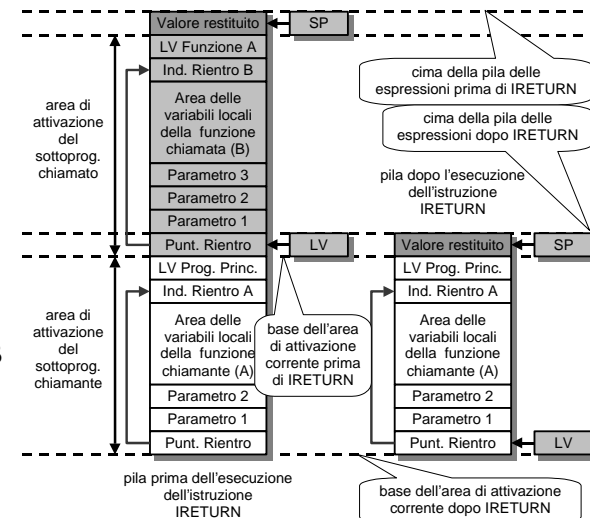 Valore restituito
SP
LV Funzione A
Ind. Rientro B
Area delle
variabili locali
della funzione
chiamata (B)
Parametro 3
Parametro 2
Parametro 1
Punt. Rientro
LV
LV Prog. Princ.
Ind. Rientro A
Area delle
variabili locali
della funzione
chiamante (A)
Parametro 2
Parametro 1
Punt. Rientro
area di
attivazione
del
sottoprog.
chiamato
area di
attivazione
del
sottoprog.
chiamante
pila prima dell'esecuzione
dell'istruzione
IRETURN
cima della pila delle
espressioni prima di IRETURN
cima della pila delle
espressioni dopo IRETURN
pila dopo l'esecuzione
dell'istruzione
IRETURN
base dell'area
di attivazione
corrente prima
di IRETURN
Valore restituito
SP
LV Prog. Princ.
Ind. Rientro A
Area delle
variabili locali
della funzione
chiamante (A)
Parametro 2
Parametro 1
Punt. Rientro
LV
base dell'area di attivazione
corrente dopo IRETURN